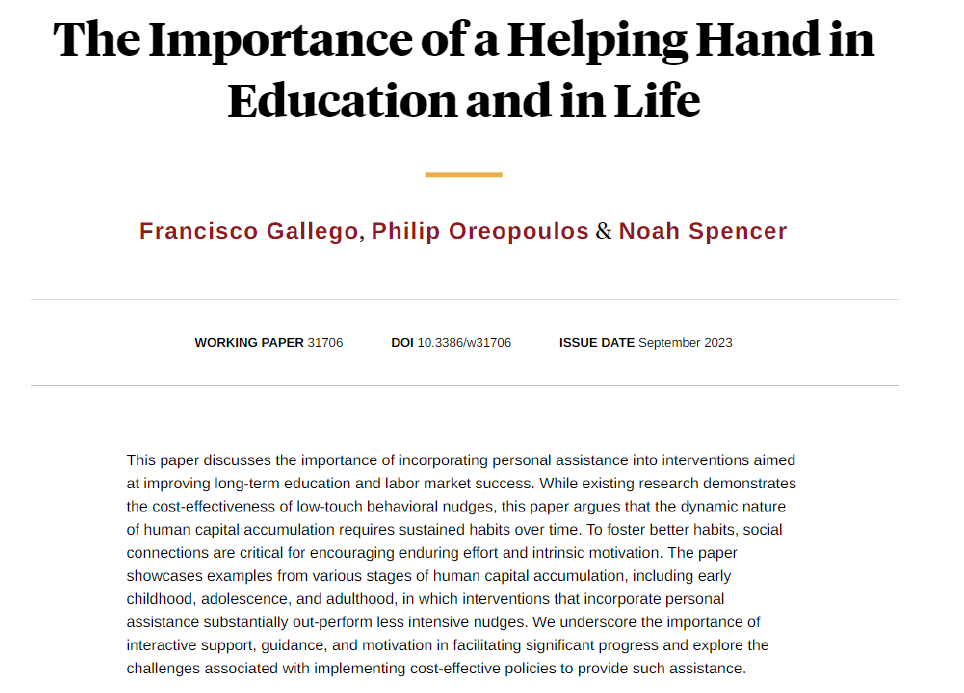 The Importance of a Helping Hand in
Education and in Life
Francisco Gallego, Philip Oreopoulos & Noah Spencer
WORKING PAPER 31706 DOI 10.3386/w31706 ISSUE DATE September 2023
This paper discusses the importance of incorporating personal assistance into interventions aimed
at improving long-term education and labor market success. While existing research demonstrates
the cost-effectiveness of low-touch behavioral nudges, this paper argues that the dynamic nature
of human capital accumulation requires sustained habits over time. To foster better habits, social
connections are critical for encouraging enduring effort and intrinsic motivation. The paper
showcases examples from various stages of human capital accumulation, including early
childhood, adolescence, and adulthood, in which interventions that incorporate personal
assistance substantially out-perform less intensive nudges. We underscore the importance of
interactive support, guidance, and motivation in facilitating significant progress and explore the
challenges associated with implementing cost-effective policies to provide such assistance.